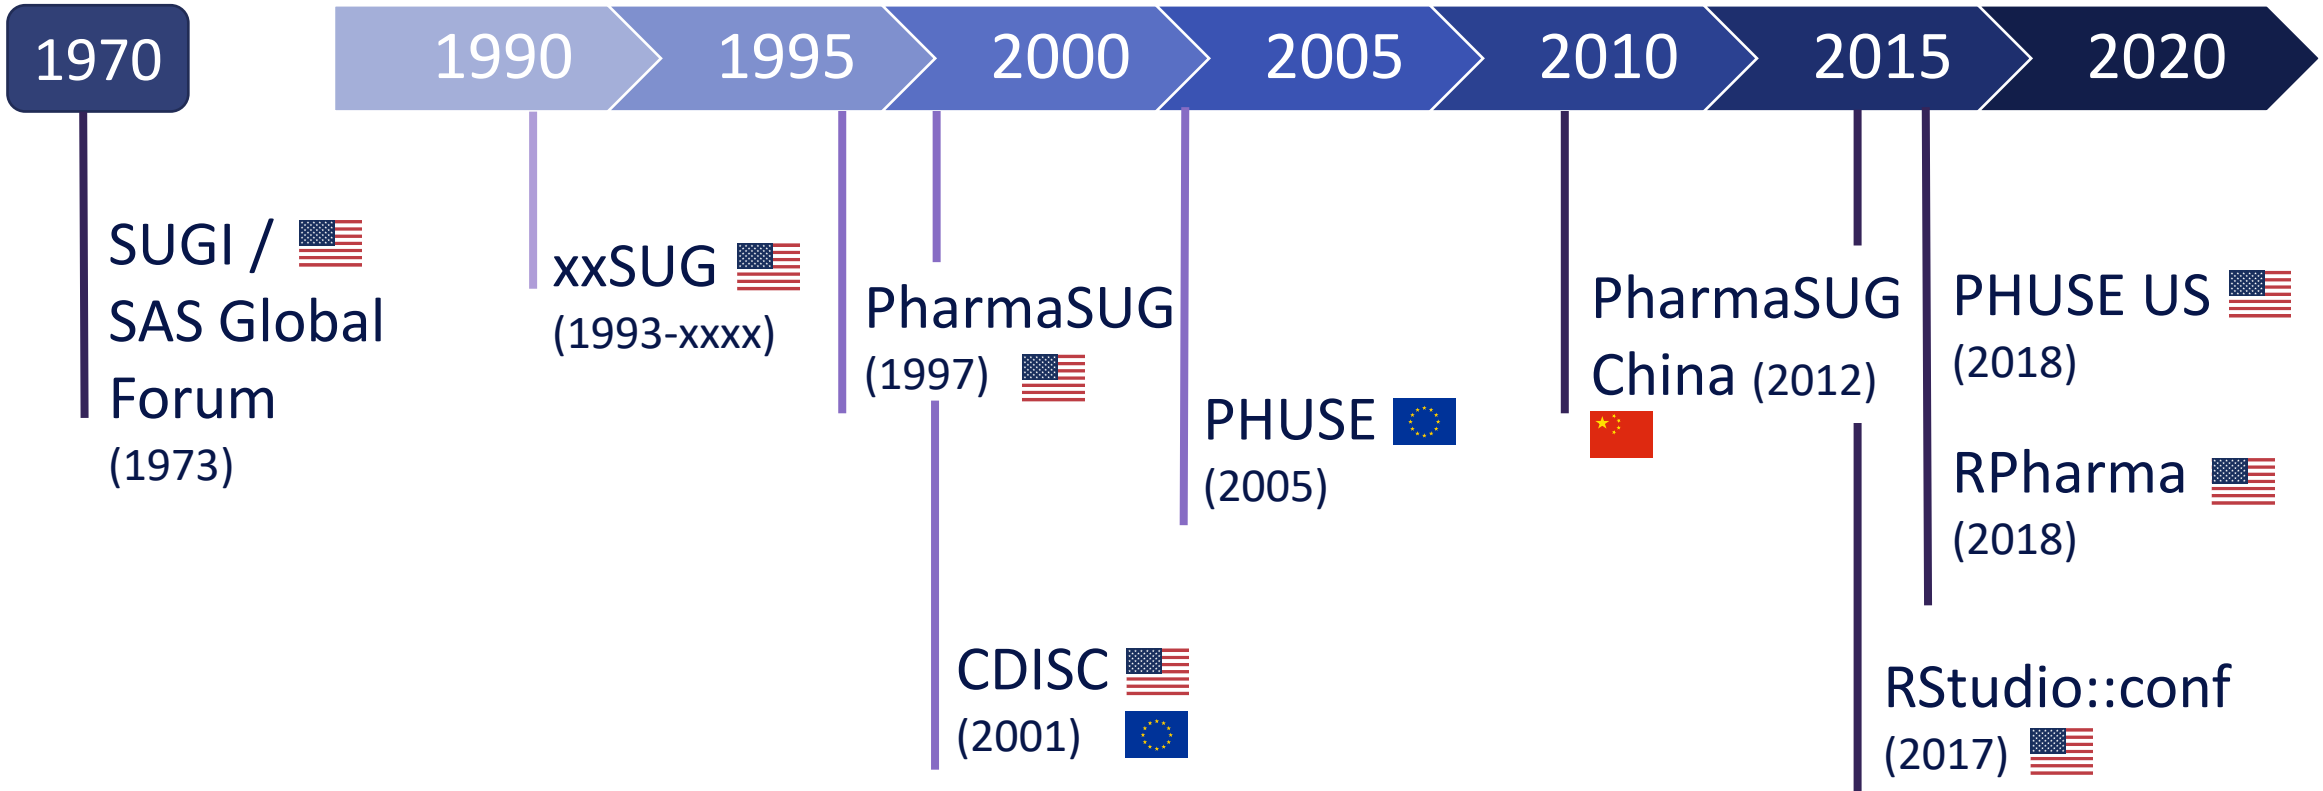 1970
1990
1995
2000
2005
2010
2015
2020
SUGI /
SAS Global
Forum
(1973)
xxSUG
(1993-xxxx)
PharmaSUG
(1997)
CDISC
(2001)
PHUSE
(2005)
PharmaSUG
China (2012)
RStudio::conf
(2017)
PHUSE US
(2018)
RPharma
(2018)